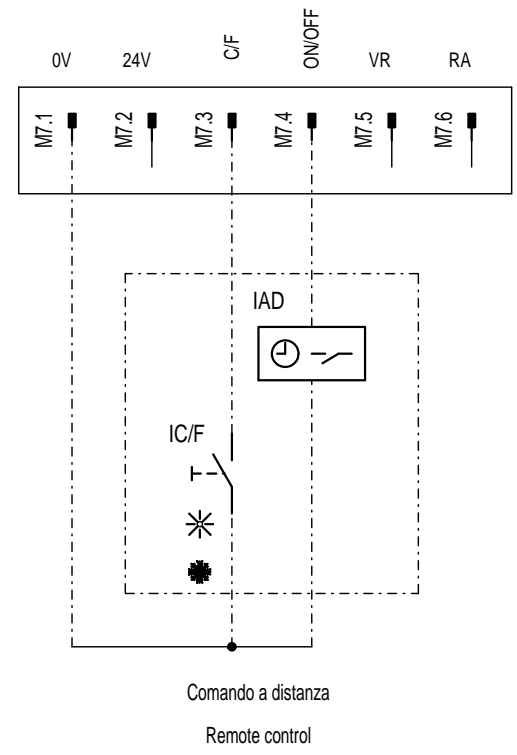 0V 24V C/F ON/OFF VR RA
M7.1 M7.2 M7.3 M7.4 M7.5 M7.6
IAD
IC/F
Comando a distanza
Remote control